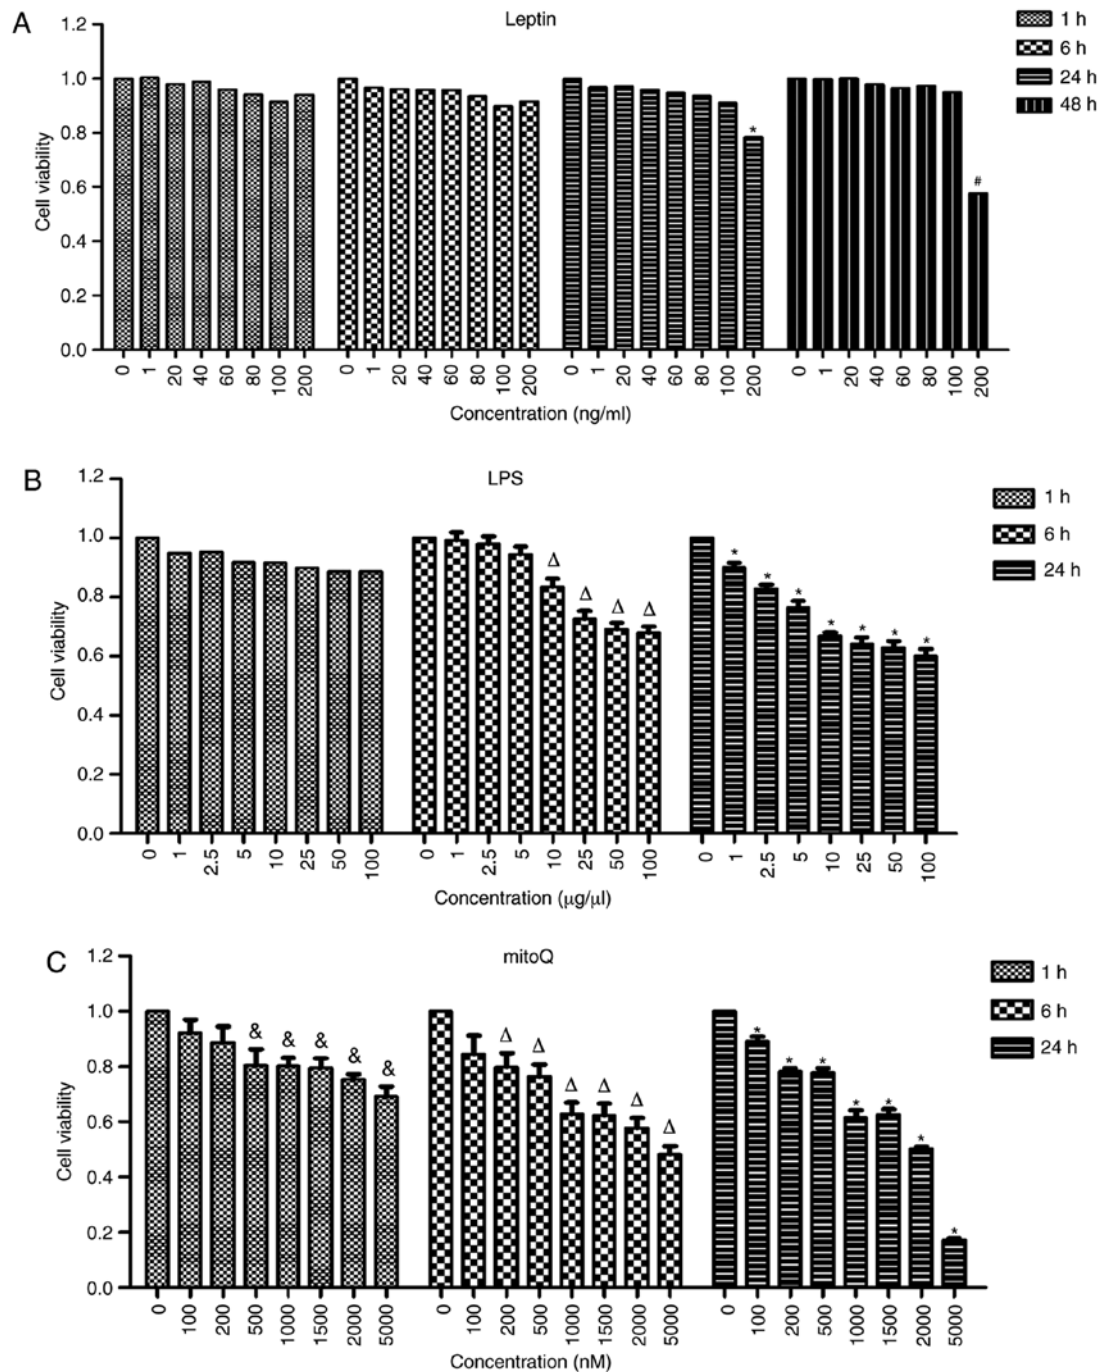 A
Leptin
1 h
6 h
24 h
48 h
Cell viability
1.2
1.0
0.8
0.6
0.4
0.2
0.0
*
#
0 1 20 40 60 80 100 200 0 1 20 40 60 80 100 200 0 1 20 40 60 80 100 200 0 1 20 40 60 80 100 200
Concentration (ng/ml)
B
LPS
1 h
6 h
24 h
Cell viability
1.2
1.0
0.8
0.6
0.4
0.2
0.0
Δ Δ Δ Δ * * * * * * *
0 1 2.5 5 10 25 50 100 0 1 2.5 5 10 25 50 100 0 1 2.5 5 10 25 50 100
Concentration (μg/μl)
C
mitoQ
1 h
6 h
24 h
Cell viability
1.2
1.0
0.8
0.6
0.4
0.2
0.0
& & & & & Δ Δ Δ Δ Δ Δ * * * * * * *
0 100 200 500 1000 1500 2000 5000 0 100 200 500 1000 1500 2000 5000 0 100 200 500 1000 1500 2000 5000
Concentration (nM)